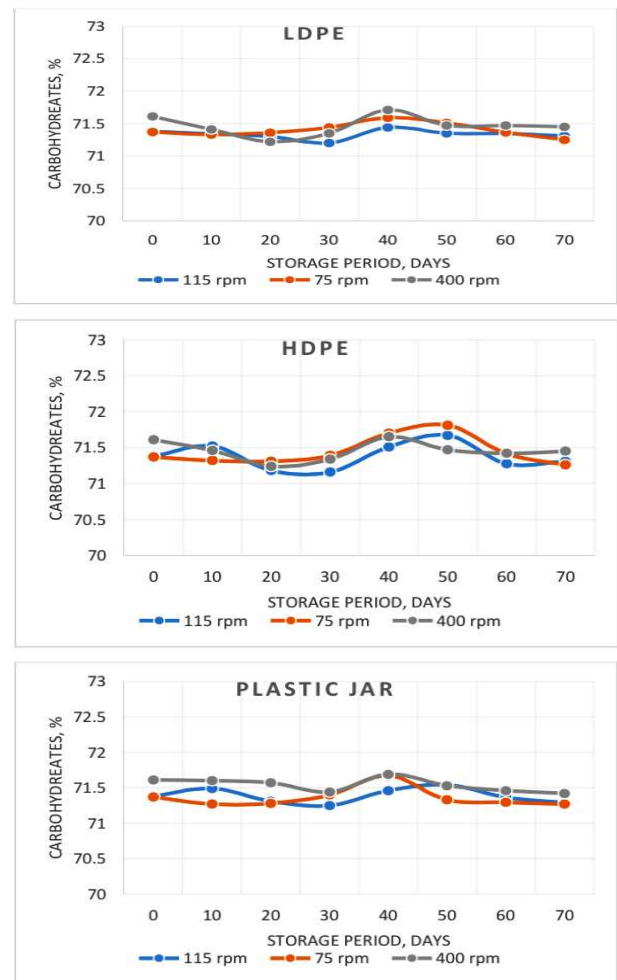 LDPE
CARBOHYDREATES, %
73
72.5
72
71.5
71
70.5
70
0 10 20 30 40 50 60 70
STORAGE PERIOD, DAYS
115 rpm 75 rpm 400 rpm
HDPE
CARBOHYDREATES, %
73
72.5
72
71.5
71
70.5
70
0 10 20 30 40 50 60 70
STORAGE PERIOD, DAYS
115 rpm 75 rpm 400 rpm
PLASTIC JAR
CARBOHYDREATES, %
73
72.5
72
71.5
71
70.5
70
0 10 20 30 40 50 60 70
STORAGE PERIOD, DAYS
115 rpm 75 rpm 400 rpm